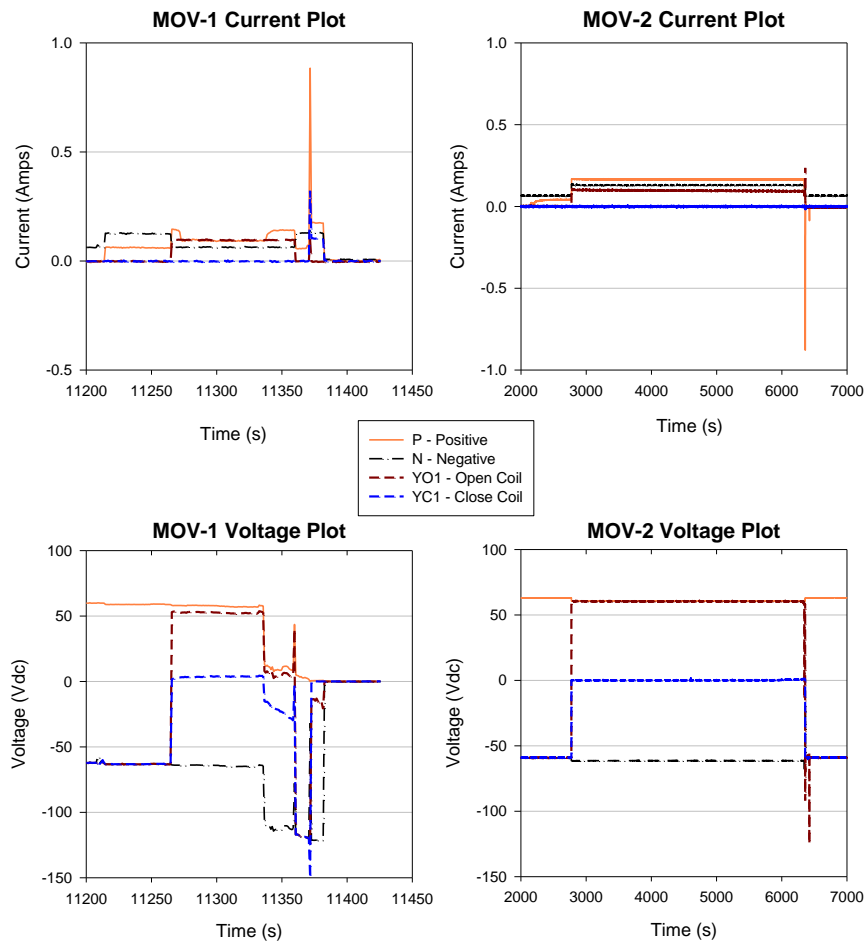 MOV-1 Current Plot
1.0
0.5
0.0
-0.5
Current (Amps)
11200 11250 11300 11350 11400 11450
Time (s)
MOV-2 Current Plot
1.0
0.5
0.0
-0.5
-1.0
Current (Amps)
2000 3000 4000 5000 6000 7000
Time (s)
P - Positive
N - Negative
YO1 - Open Coil
YC1 - Close Coil
MOV-1 Voltage Plot
100
50
0
-50
-100
-150
Voltage (Vdc)
11200 11250 11300 11350 11400 11450
Time (s)
MOV-2 Voltage Plot
100
50
0
-50
-100
-150
Voltage (Vdc)
2000 3000 4000 5000 6000 7000
Time (s)